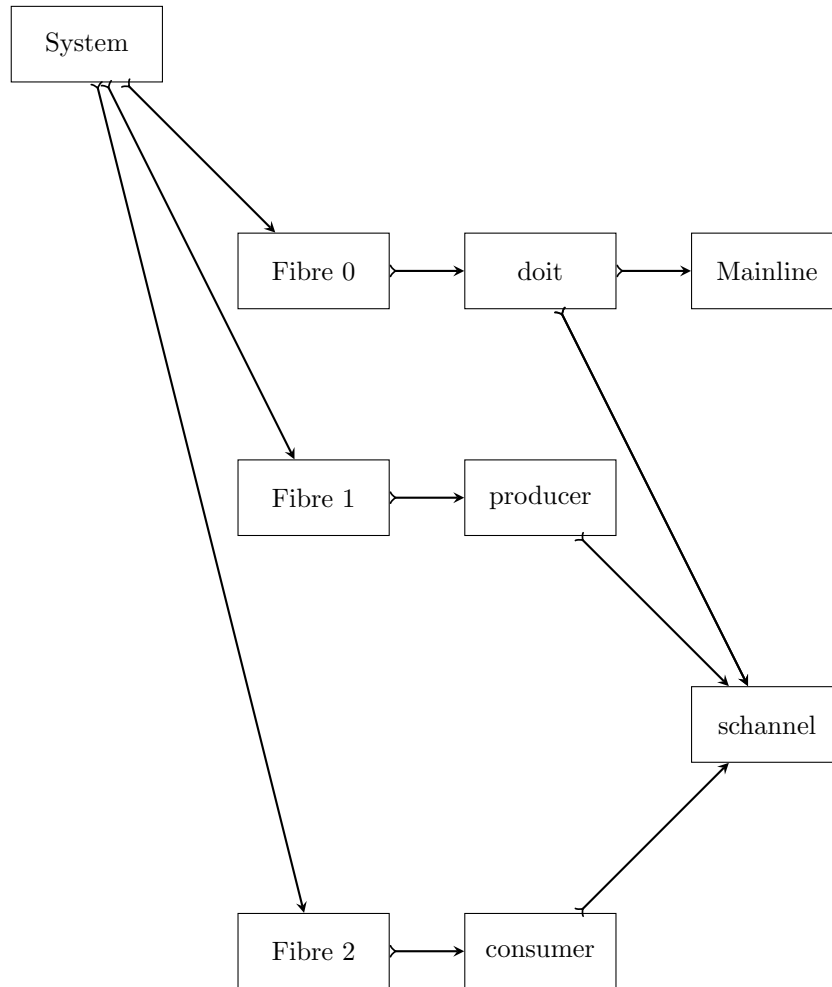 System
Fibre 0
doit
Mainline
Fibre 1
producer
schannel
Fibre 2
consumer